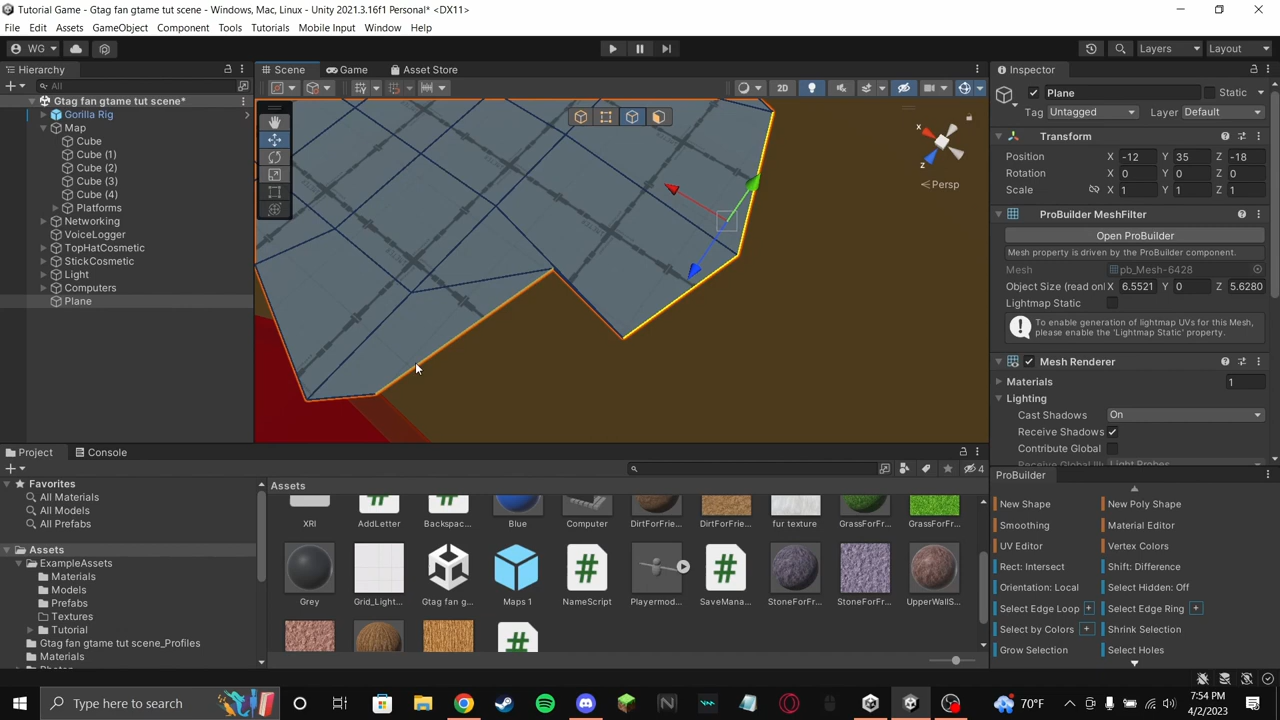 Tutorial Game - Gtag fan gtame tut scene - Windows, Mac, Linux - Unity 2021.3.16f1 Personal* <DX11>
File Edit Assets GameObject Component Tools Tutorials Mobile Input Window Help
WG Layers Layout
Hierarchy
All
Gtag fan gtame tut scene*
Gorilla Rig
Map
Cube
Cube (1)
Cube (2)
Cube (3)
Cube (4)
Platforms
Networking
VoiceLogger
TopHatCosmetic
StickCosmetic
Light
Computers
Plane
Scene Game Asset Store
2D
x
z
Persp
Inspector
Plane Static
Tag Untagged Layer Default
Transform
Position X -12 Y 35 Z -18
Rotation X 0 Y 0 Z 0
Scale X 1 Y 1 Z 1
ProBuilder MeshFilter
Open ProBuilder
Mesh property is driven by the ProBuilder component.
Mesh pb_Mesh-6428
Object Size (read onl X 6.5521 Y 0 Z 5.6280
Lightmap Static
To enable generation of lightmap UVs for this Mesh,
please enable the 'Lightmap Static' property.
Mesh Renderer
Materials 1
Lighting
Cast Shadows On
Receive Shadows
Contribute Global
Project Console
4
Favorites
All Materials
All Models
All Prefabs
Assets
ExampleAssets
Materials
Models
Prefabs
Textures
Tutorial
Gtag fan gtame tut scene_Profiles
Materials
Assets
XRI AddLetter Backspac... Blue Computer DirtForFrie... DirtForFrie... fur texture GrassForFr... GrassForFr...
Grey Grid_Light... Gtag fan g... Maps 1 NameScript Playermod... SaveMana... StoneForFr... StoneForFr... UpperWallS...
ProBuilder
New Shape New Poly Shape
Smoothing Material Editor
UV Editor Vertex Colors
Rect: Intersect Shift: Difference
Orientation: Local Select Hidden: Off
Select Edge Loop + Select Edge Ring +
Select by Colors + Shrink Selection
Grow Selection Select Holes
Type here to search
70°F
7:54 PM
4/2/2023